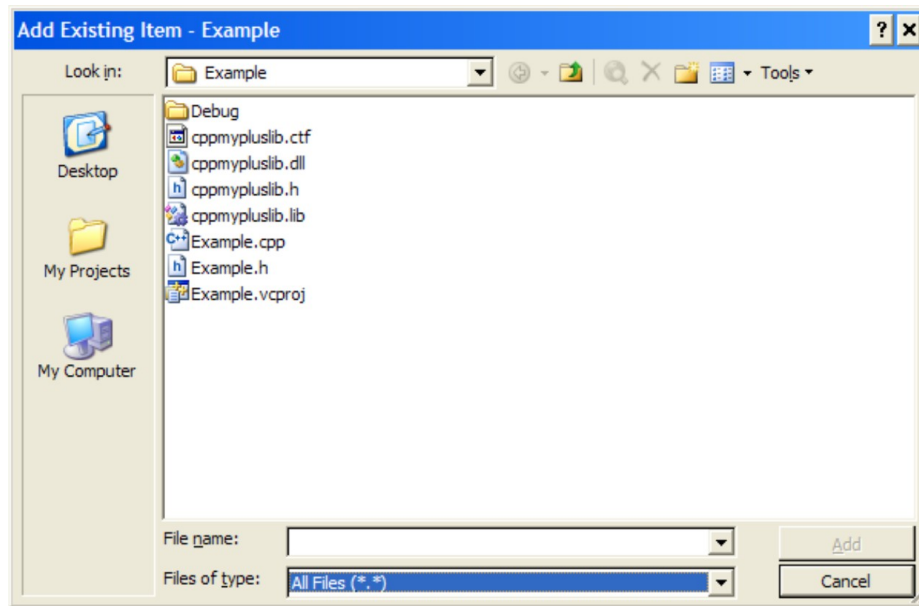 Add Existing Item - Example
Look in: Example Tools
Desktop
My Projects
My Computer
Debug
cppmypluslib.ctf
cppmypluslib.dll
cppmypluslib.h
cppmypluslib.lib
Example.cpp
Example.h
Example.vcproj
File name: Add
Files of type: All Files (*.*) Cancel